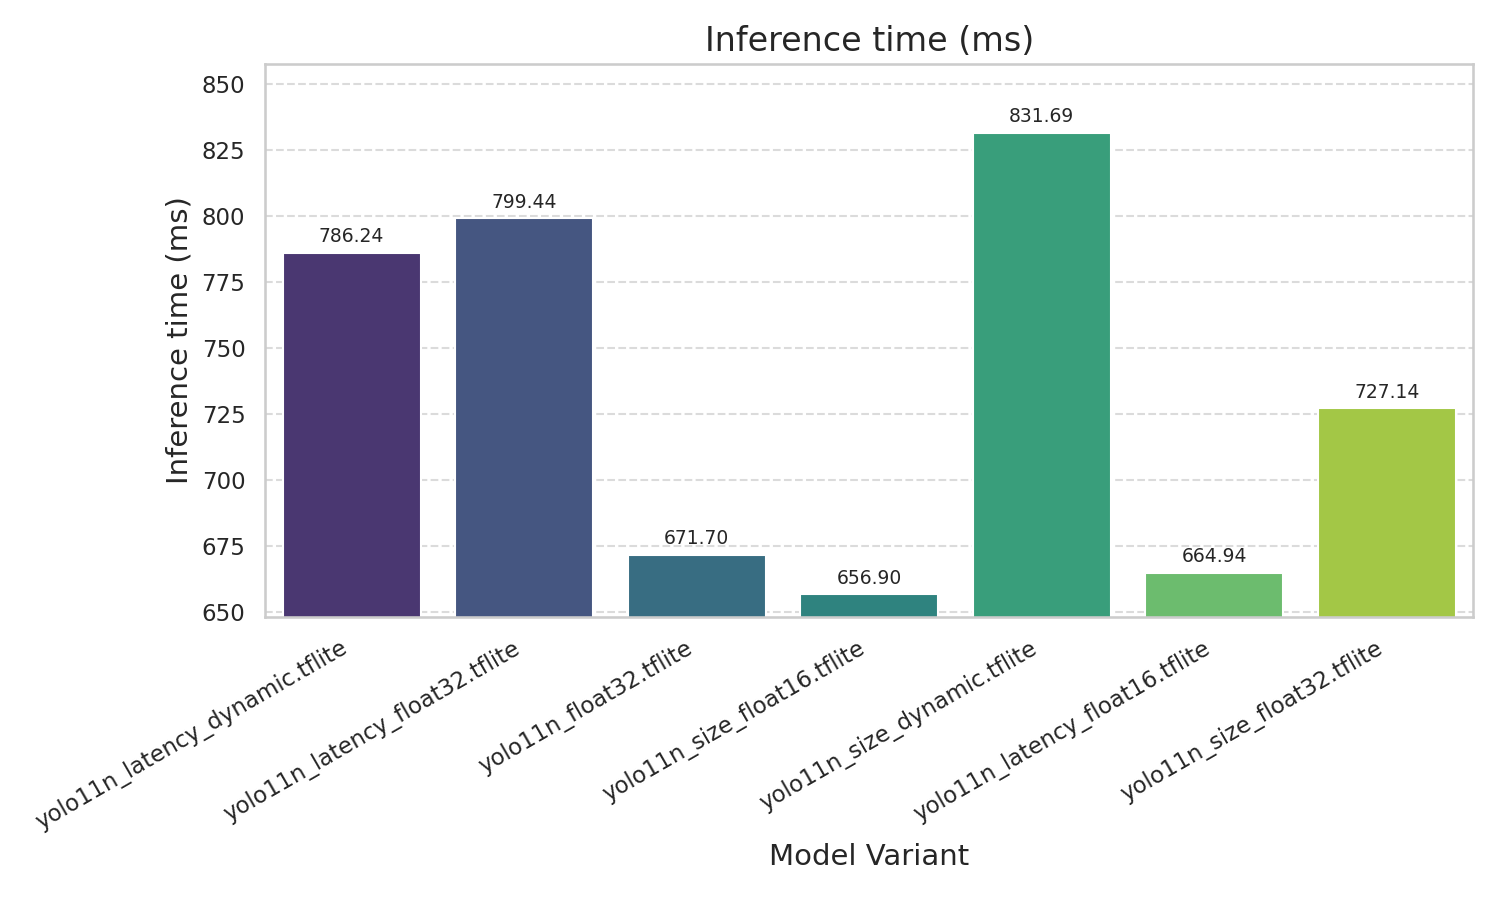 Inference time (ms)
Inference time (ms)
850
825
800
775
750
725
700
675
650
786.24
799.44
671.70
656.90
831.69
664.94
727.14
yolo11n_latency_dynamic.tflite
yolo11n_latency_float32.tflite
yolo11n_float32.tflite
yolo11n_size_float16.tflite
yolo11n_size_dynamic.tflite
yolo11n_latency_float16.tflite
yolo11n_size_float32.tflite
Model Variant